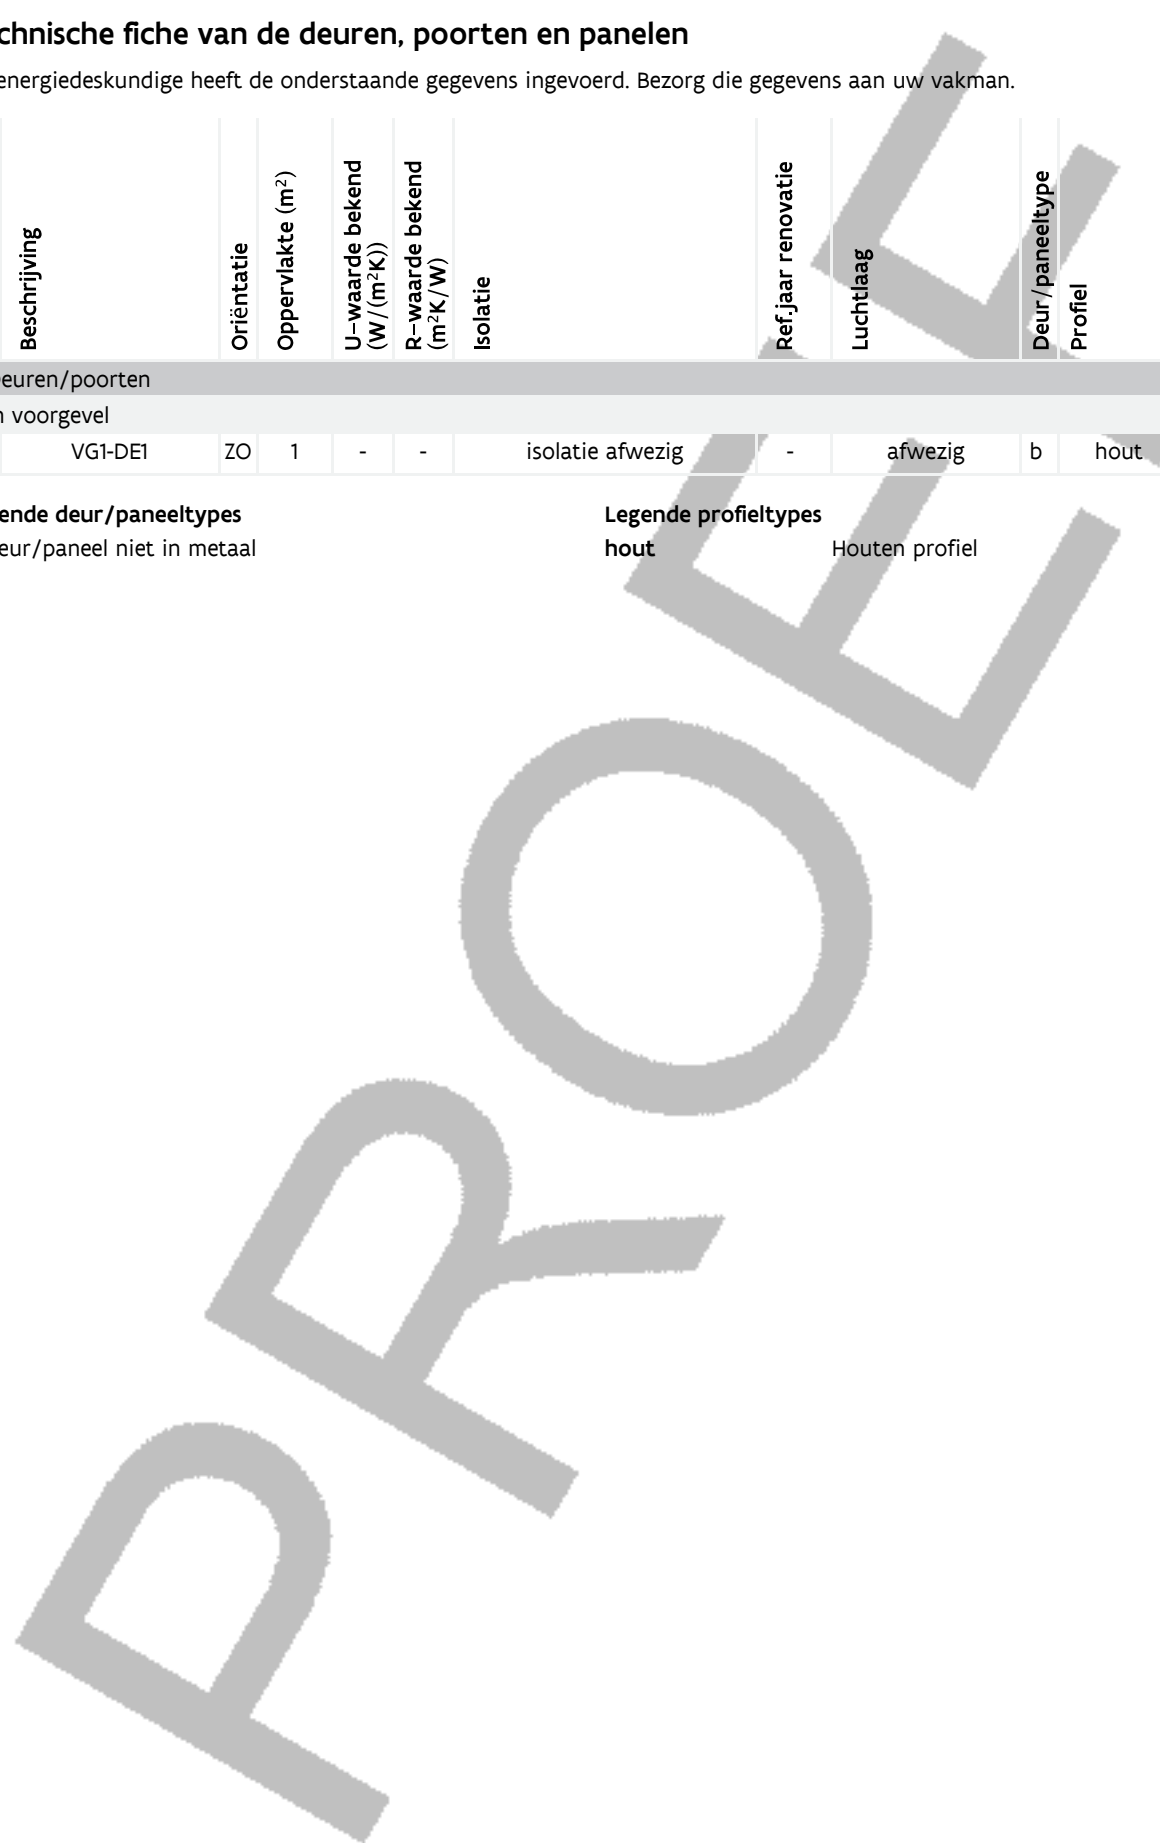 chnische fiche van de deuren, poorten en panelen
energiedeskundige heeft de onderstaande gegevens ingevoerd. Bezorg die gegevens aan uw vakman.
Beschrijving
Oriëntatie
Oppervlakte (m²)
U-waarde bekend
(W/(m²K))
R-waarde bekend
(m²K/W)
Isolatie
Ref.jaar renovatie
Luchtlaag
Deur/paneeltype
Profiel
euren/poorten
n voorgevel
VG1-DE1 ZO 1 - - isolatie afwezig - afwezig b hout
ende deur/paneeltypes
eur/paneel niet in metaal
Legende profieltypes
hout Houten profiel
PROE